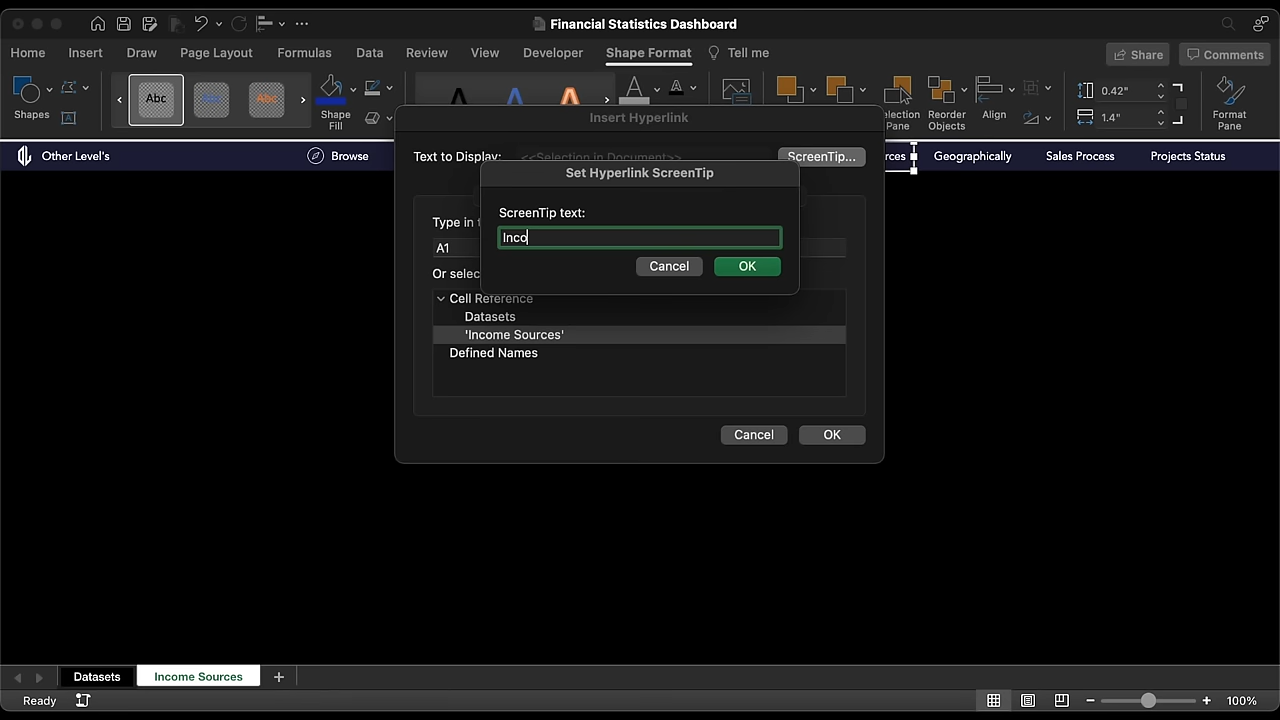 Financial Statistics Dashboard
Home Insert Draw Page Layout Formulas Data Review View Developer Shape Format Tell me Share Comments
Abc Abc Abc A A A A A 0.42"
Shapes Shape Fill Pane Reorder Objects Align 1.4" Format Pane
Insert Hyperlink
Other Level's Browse Text to Display: <<Selection in Document>> ScreenTip... Geographically Sales Process Projects Status
Set Hyperlink ScreenTip
ScreenTip text:
Type in
Inco
A1
Cancel OK
Or
Cell Reference
Datasets
'Income Sources'
Defined Names
Cancel OK
Datasets Income Sources +
Ready 100%